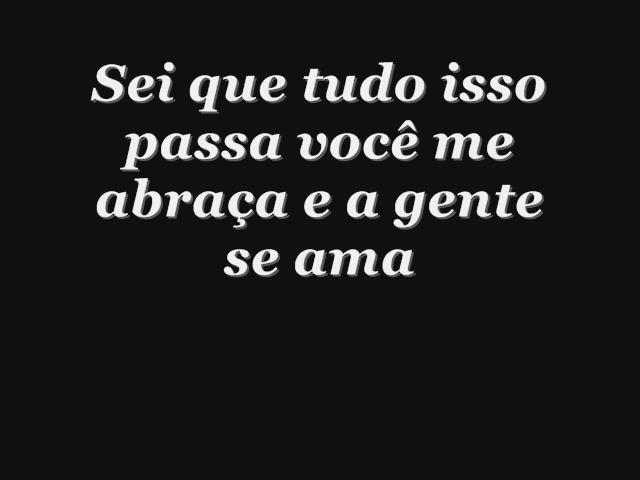 Sei que tudo isso
passa você me
abraça e a gente
se ama